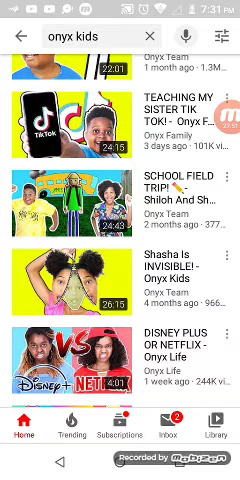 7:31 PM
onyx kids
Onyx Team
1 month ago · 1.3M...
22:01
TikTok
24:15
TEACHING MY
SISTER TIK
TOK! - Onyx F...
Onyx Family
3 days ago · 101K vi...
27:51
24:43
SCHOOL FIELD
TRIP! ✏️-
Shiloh And Sh...
Onyx Team
2 months ago · 377...
26:15
Shasha Is
INVISIBLE! -
Onyx Kids
Onyx Team
4 months ago · 966...
VS
DISNEY+
NETFLIX
4:01
DISNEY PLUS
OR NETFLIX -
Onyx Life
Onyx Life
1 week ago · 244K vi...
Home
Trending
Subscriptions
2
Inbox
Library
Recorded by mobizen